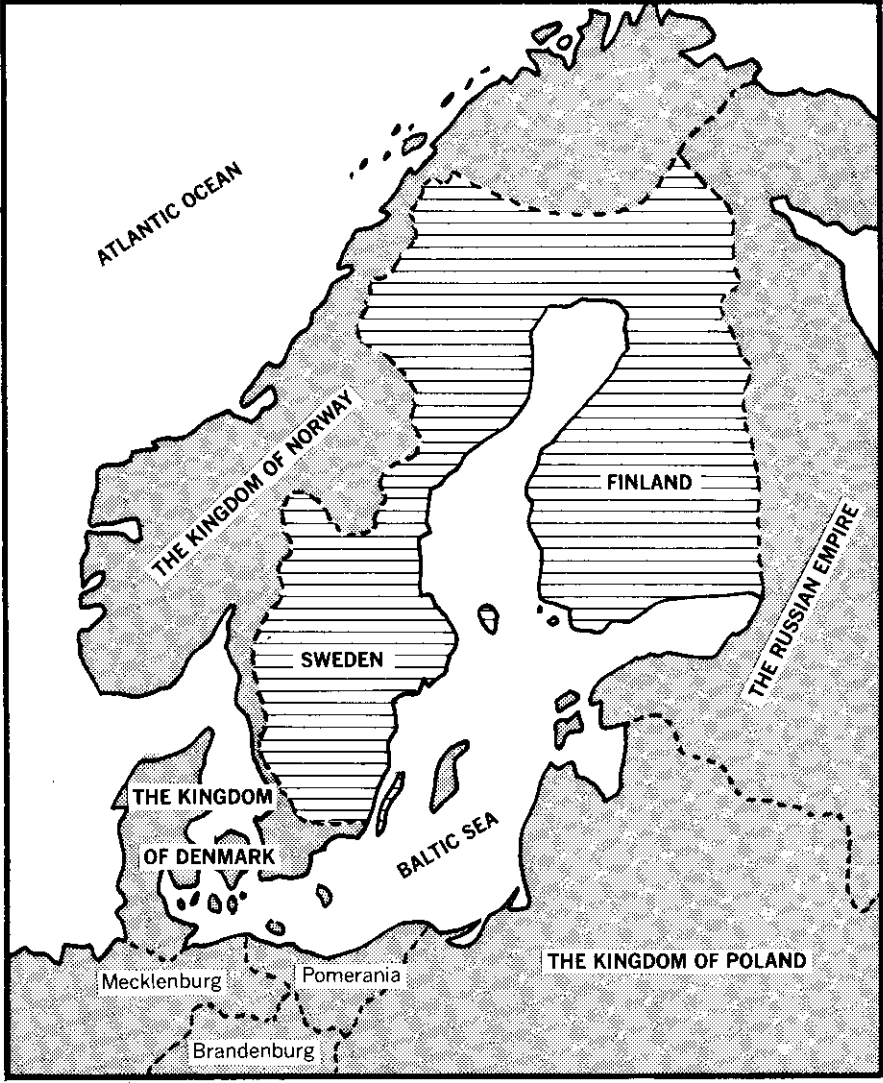 ATLANTIC OCEAN
THE KINGDOM OF NORWAY
FINLAND
THE RUSSIAN EMPIRE
SWEDEN
THE KINGDOM
OF DENMARK
BALTIC SEA
THE KINGDOM OF POLAND
Mecklenburg
Pomerania
Brandenburg